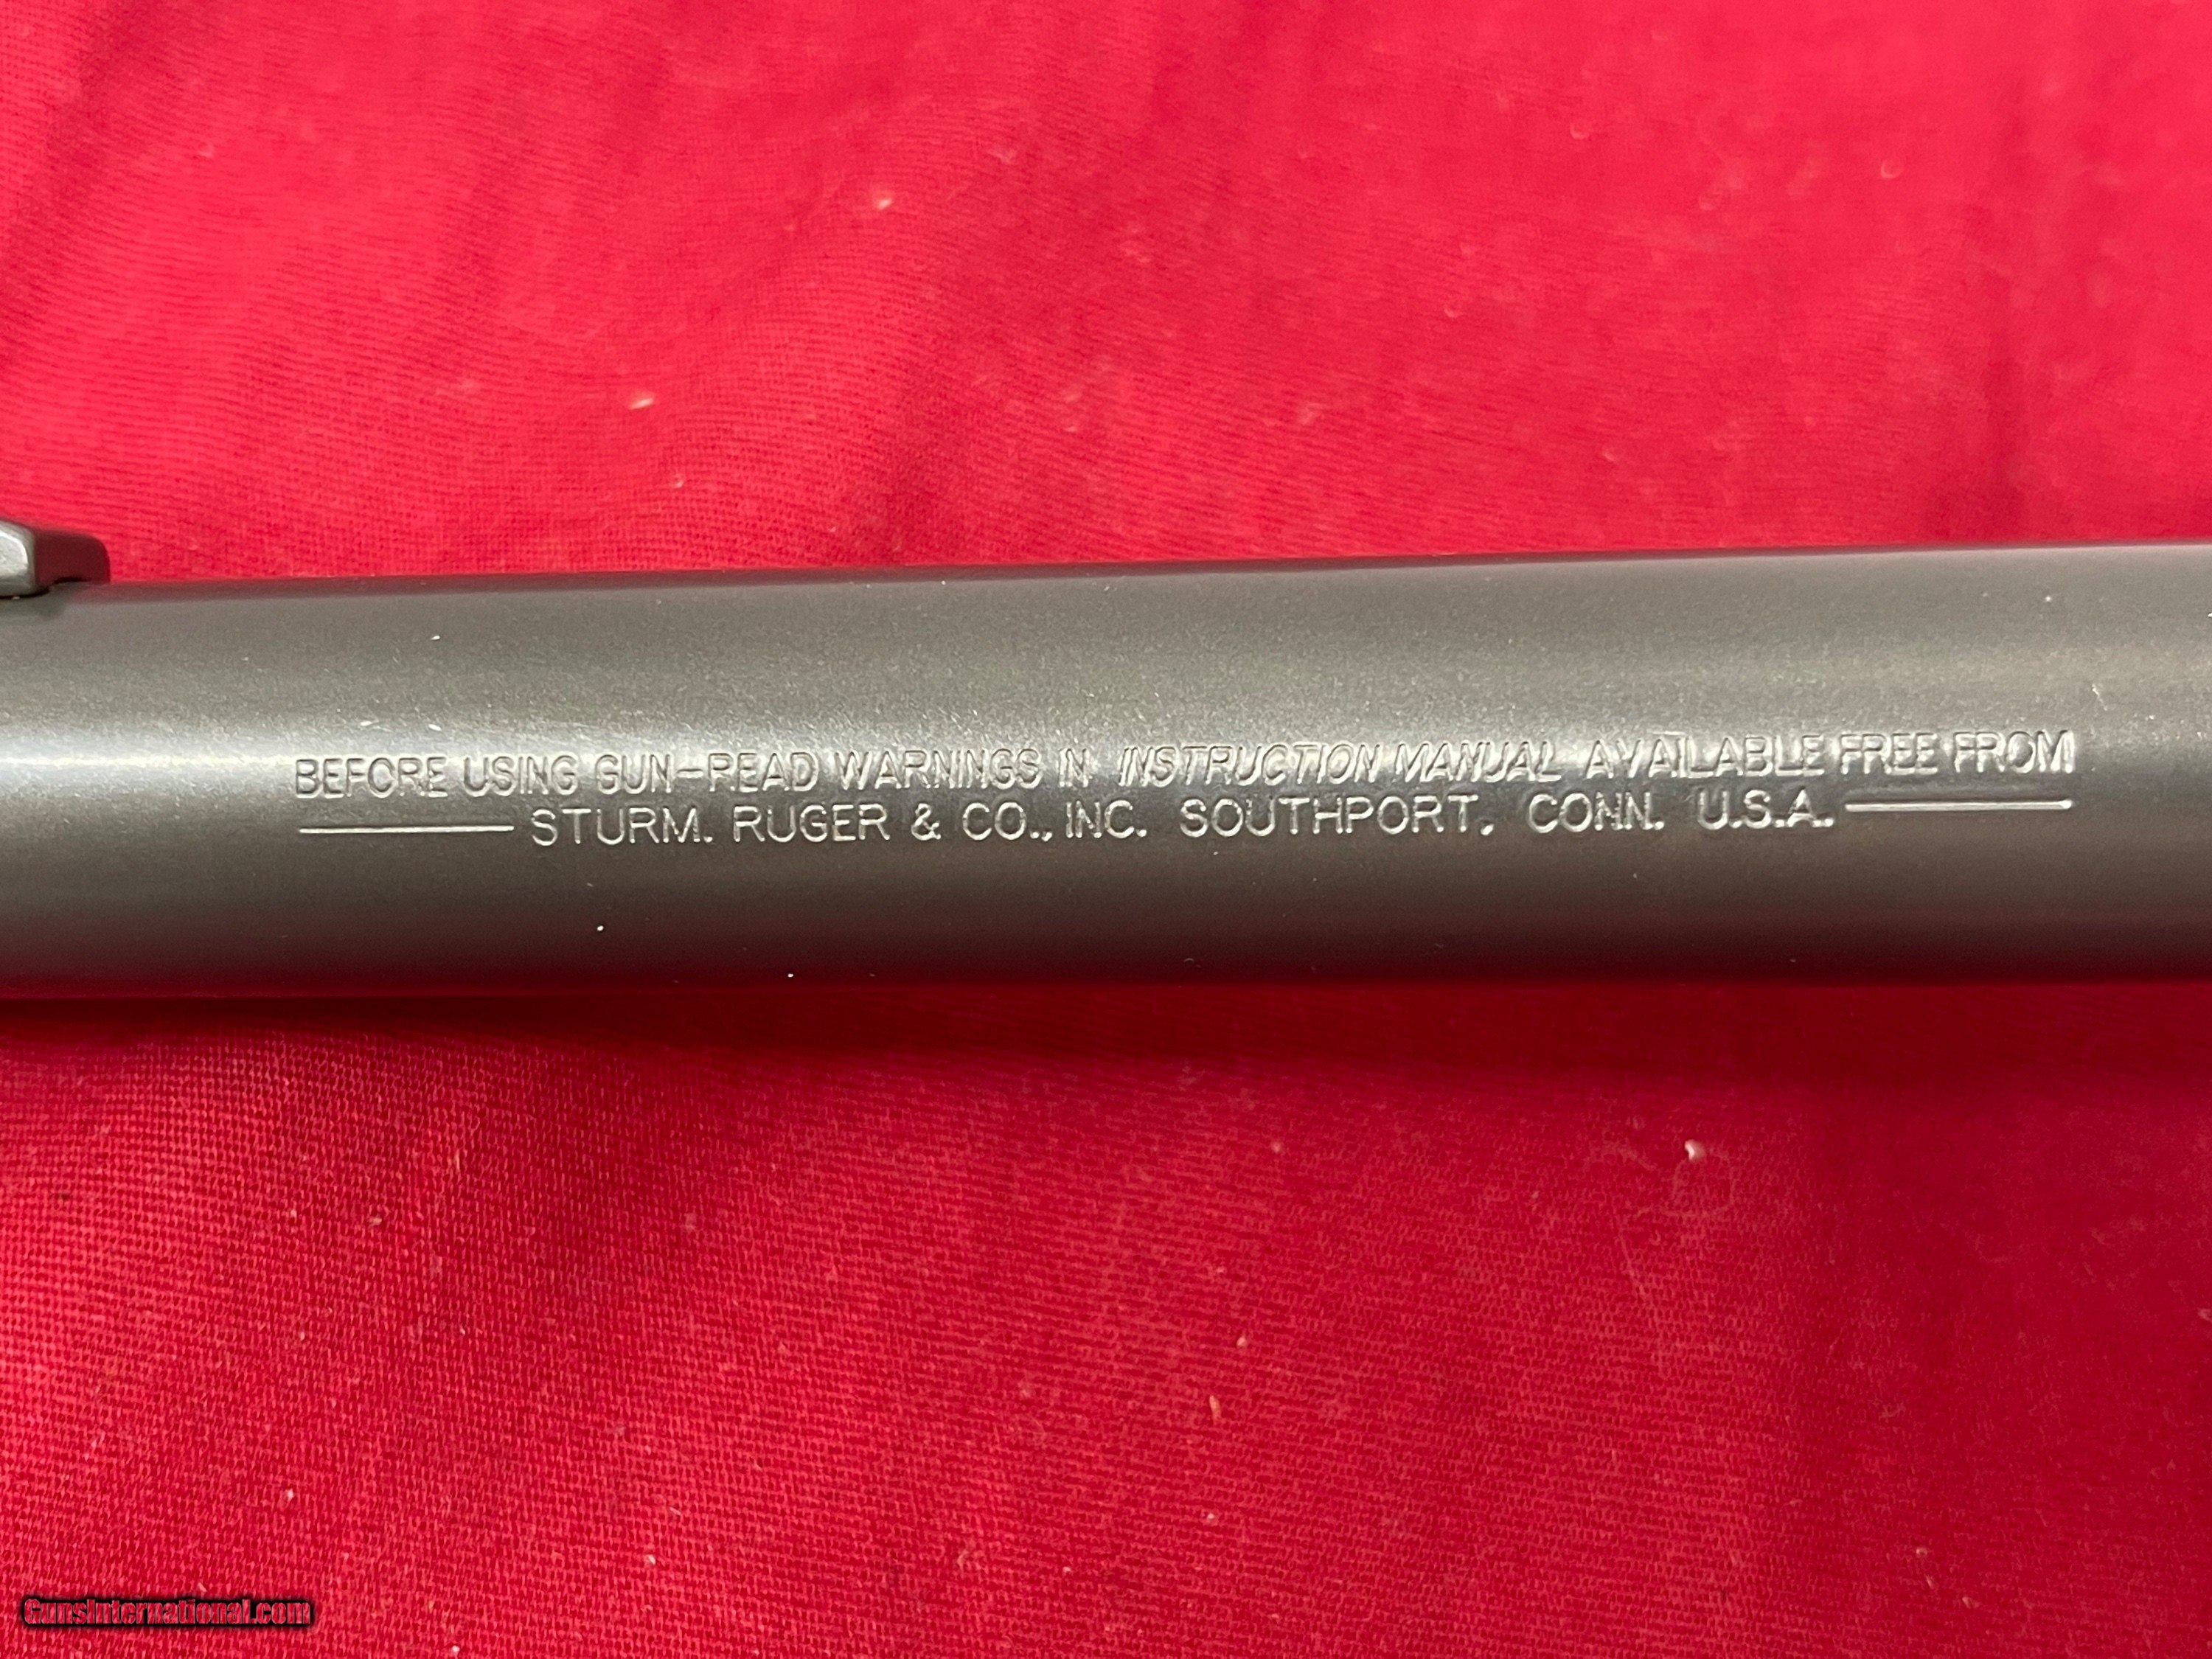 BEFORE USING GUN-READ WARNINGS IN INSTRUCTION MANUAL AVAILABLE FREE FROM
STURM, RUGER & CO., INC. SOUTHPORT, CONN. U.S.A.
GunsInternational.com